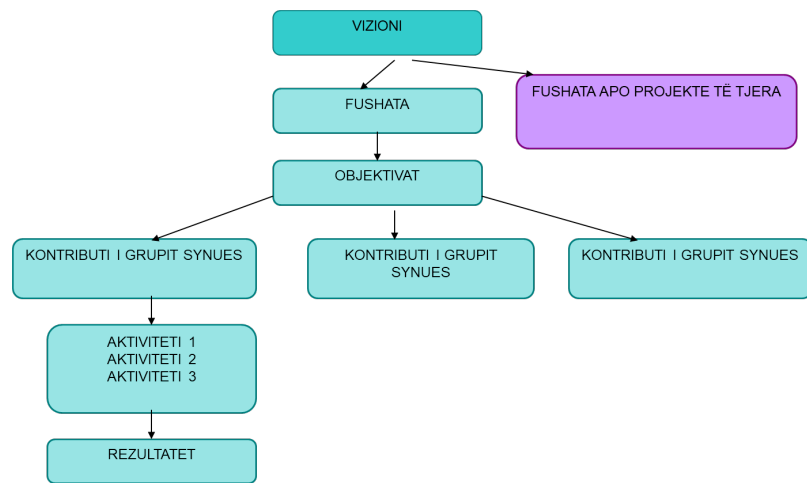 VIZIONI
FUSHATA APO PROJEKTE TË TJERA
FUSHATA
OBJEKTIVAT
KONTRIBUTI I GRUPIT SYNUES
KONTRIBUTI I GRUPIT
SYNUES
KONTRIBUTI I GRUPIT SYNUES
AKTIVITETI 1
AKTIVITETI 2
AKTIVITETI 3
REZULTATET